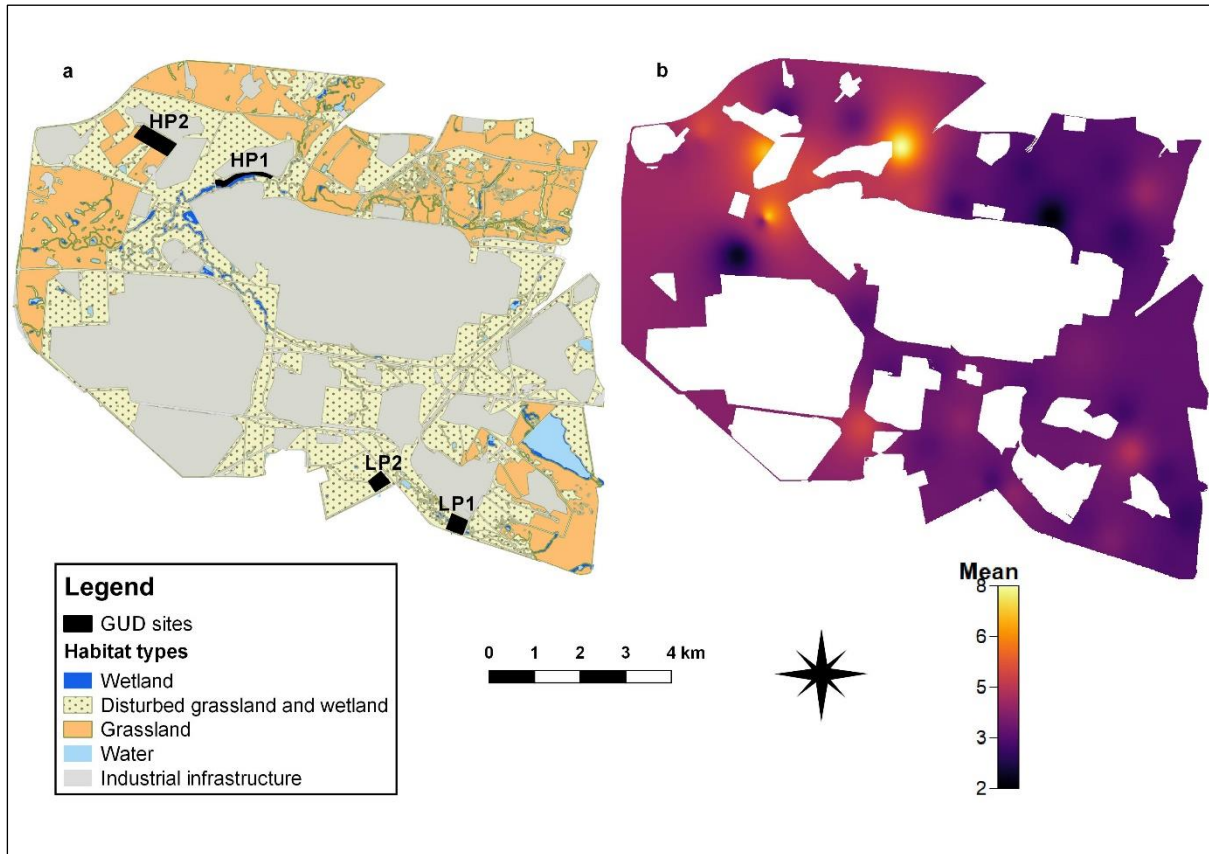 a
b
HP2
HP1
LP2
LP1
Legend
GUD sites
Habitat types
Wetland
Disturbed grassland and wetland
Grassland
Water
Industrial infrastructure
0 1 2 3 4 km
Mean
8
6
5
3
2